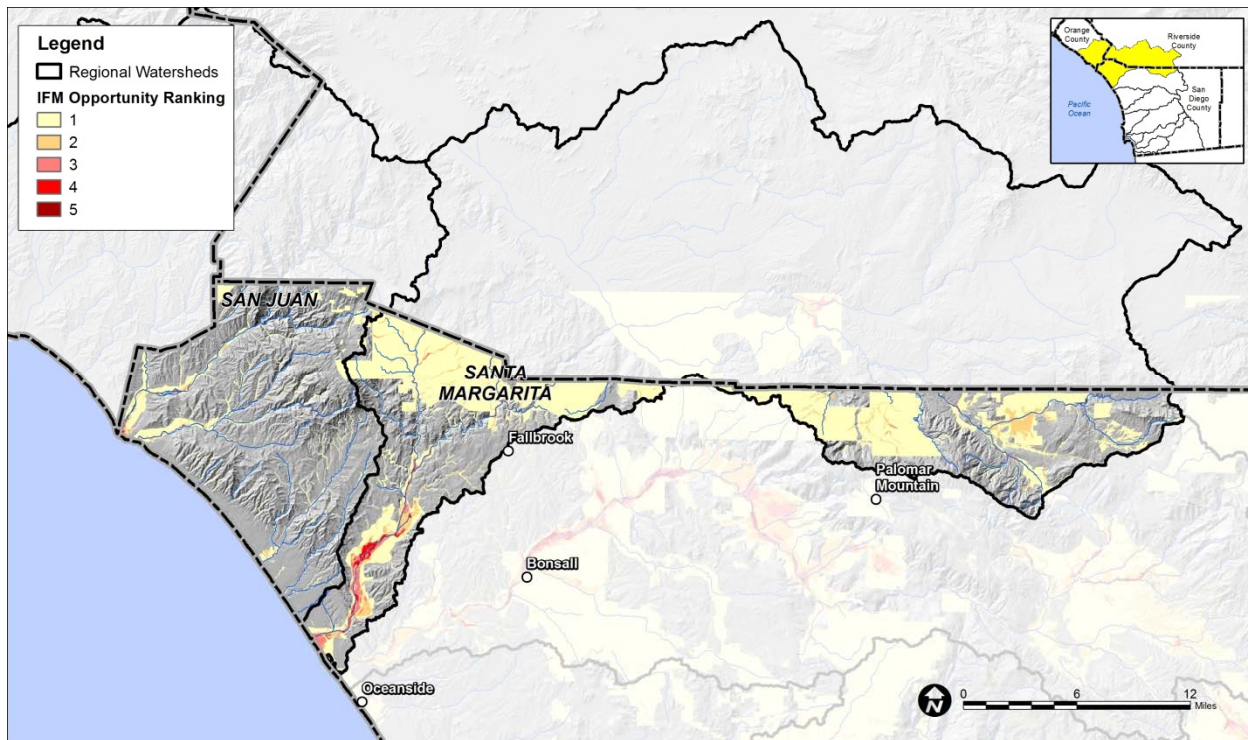 Legend
Regional Watersheds
IFM Opportunity Ranking
1
2
3
4
5
Orange
County
Riverside
County
San
Diego
County
Pacific
Ocean
SAN JUAN
SANTA
MARGARITA
Fallbrook
Palomar
Mountain
Bonsall
Oceanside
N
0 6 12
Miles